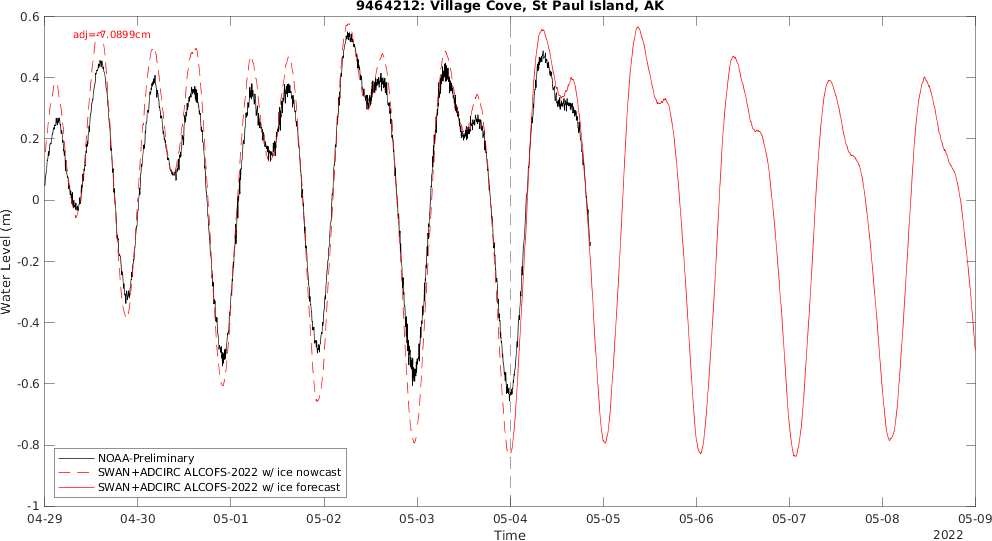 9464212: Village Cove, St Paul Island, AK
adj=-7.0899cm
0.6
0.4
0.2
0
-0.2
-0.4
-0.6
-0.8
-1
Water Level (m)
NOAA-Preliminary
SWAN+ADCIRC ALCOFS-2022 w/ ice nowcast
SWAN+ADCIRC ALCOFS-2022 w/ ice forecast
04-29 04-30 05-01 05-02 05-03 05-04 05-05 05-06 05-07 05-08 05-09
Time
2022